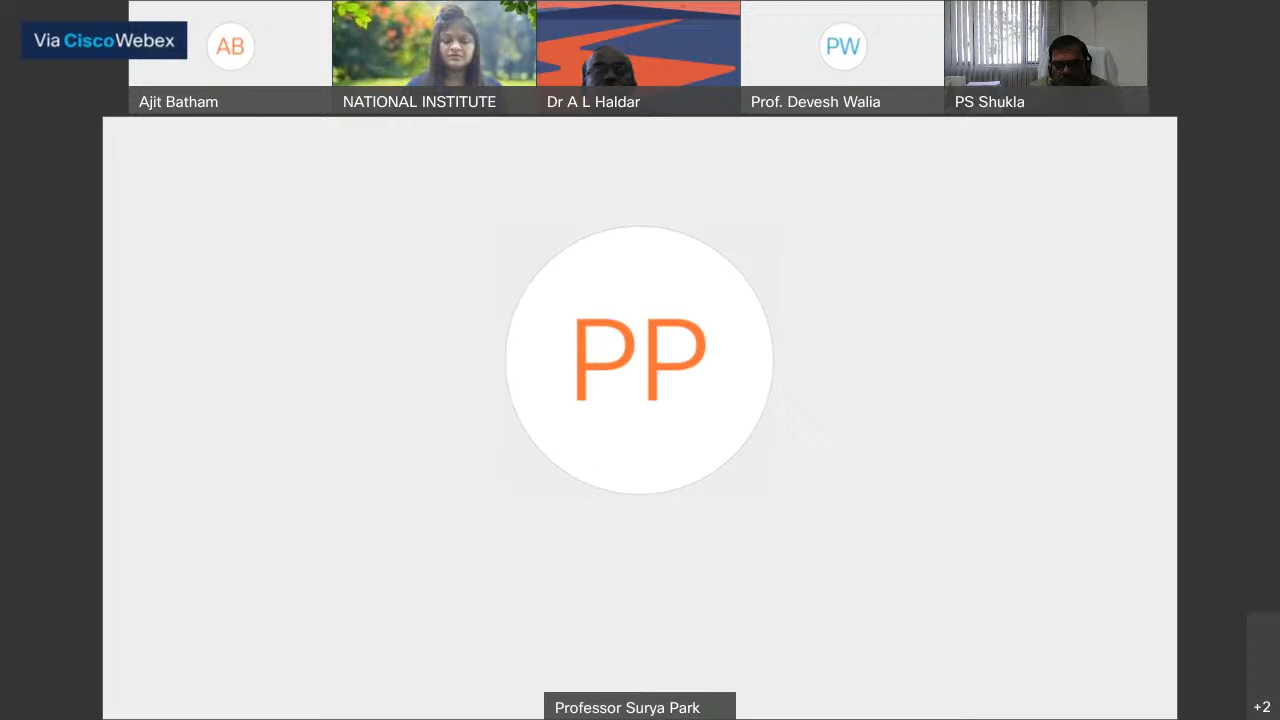 Via CiscoWebex
AB
Ajit Batham
NATIONAL INSTITUTE
Dr A L Haldar
PW
Prof. Devesh Walia
PS Shukla
PP
Professor Surya Park
+2